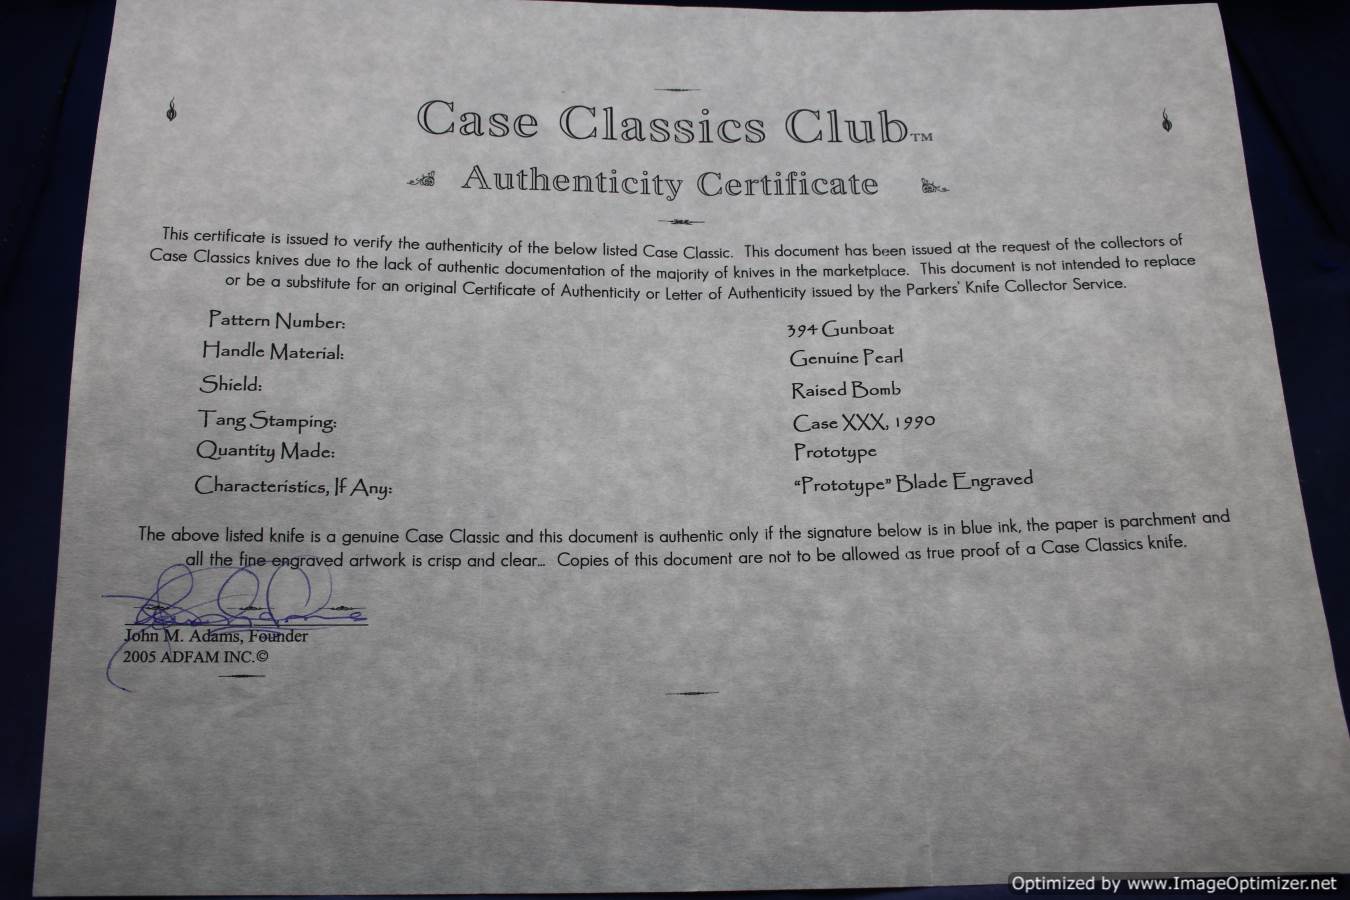 Case Classics Club™
Authenticity Certificate
This certificate is issued to verify the authenticity of the below listed Case Classic. This document has been issued at the request of the collectors of
Case Classics knives due to the lack of authentic documentation of the majority of knives in the marketplace. This document is not intended to replace
or be a substitute for an original Certificate of Authenticity or Letter of Authenticity issued by the Parkers' Knife Collector Service.
Pattern Number: 394 Gunboat
Handle Material: Genuine Pearl
Shield: Raised Bomb
Tang Stamping: Case XXX, 1990
Quantity Made: Prototype
Characteristics, If Any: "Prototype" Blade Engraved
The above listed knife is a genuine Case Classic and this document is authentic only if the signature below is in blue ink, the paper is parchment and
all the fine engraved artwork is crisp and clear... Copies of this document are not to be allowed as true proof of a Case Classics knife.
John M. Adams, Founder
2005 ADFAM INC.©
Optimized by www.ImageOptimizer.net